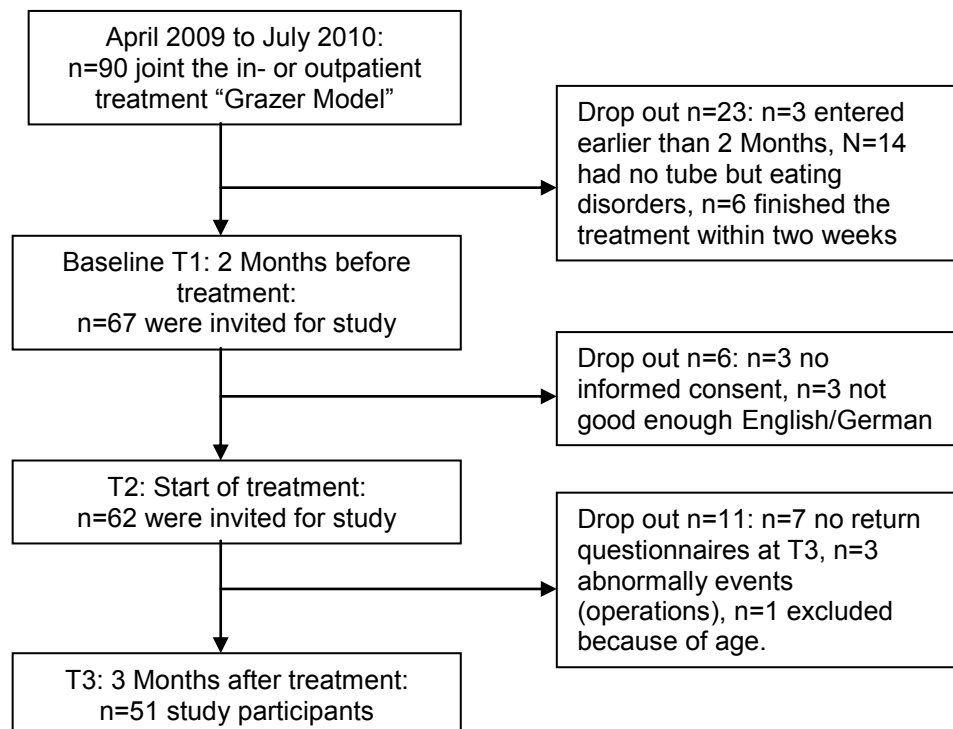 April 2009 to July 2010:
n=90 joint the in- or outpatient
treatment “Grazer Model”
Drop out n=23: n=3 entered
earlier than 2 Months, N=14
had no tube but eating
disorders, n=6 finished the
treatment within two weeks
Baseline T1: 2 Months before
treatment:
n=67 were invited for study
Drop out n=6: n=3 no
informed consent, n=3 not
good enough English/German
T2: Start of treatment:
n=62 were invited for study
Drop out n=11: n=7 no return
questionnaires at T3, n=3
abnormally events
(operations), n=1 excluded
because of age.
T3: 3 Months after treatment:
n=51 study participants